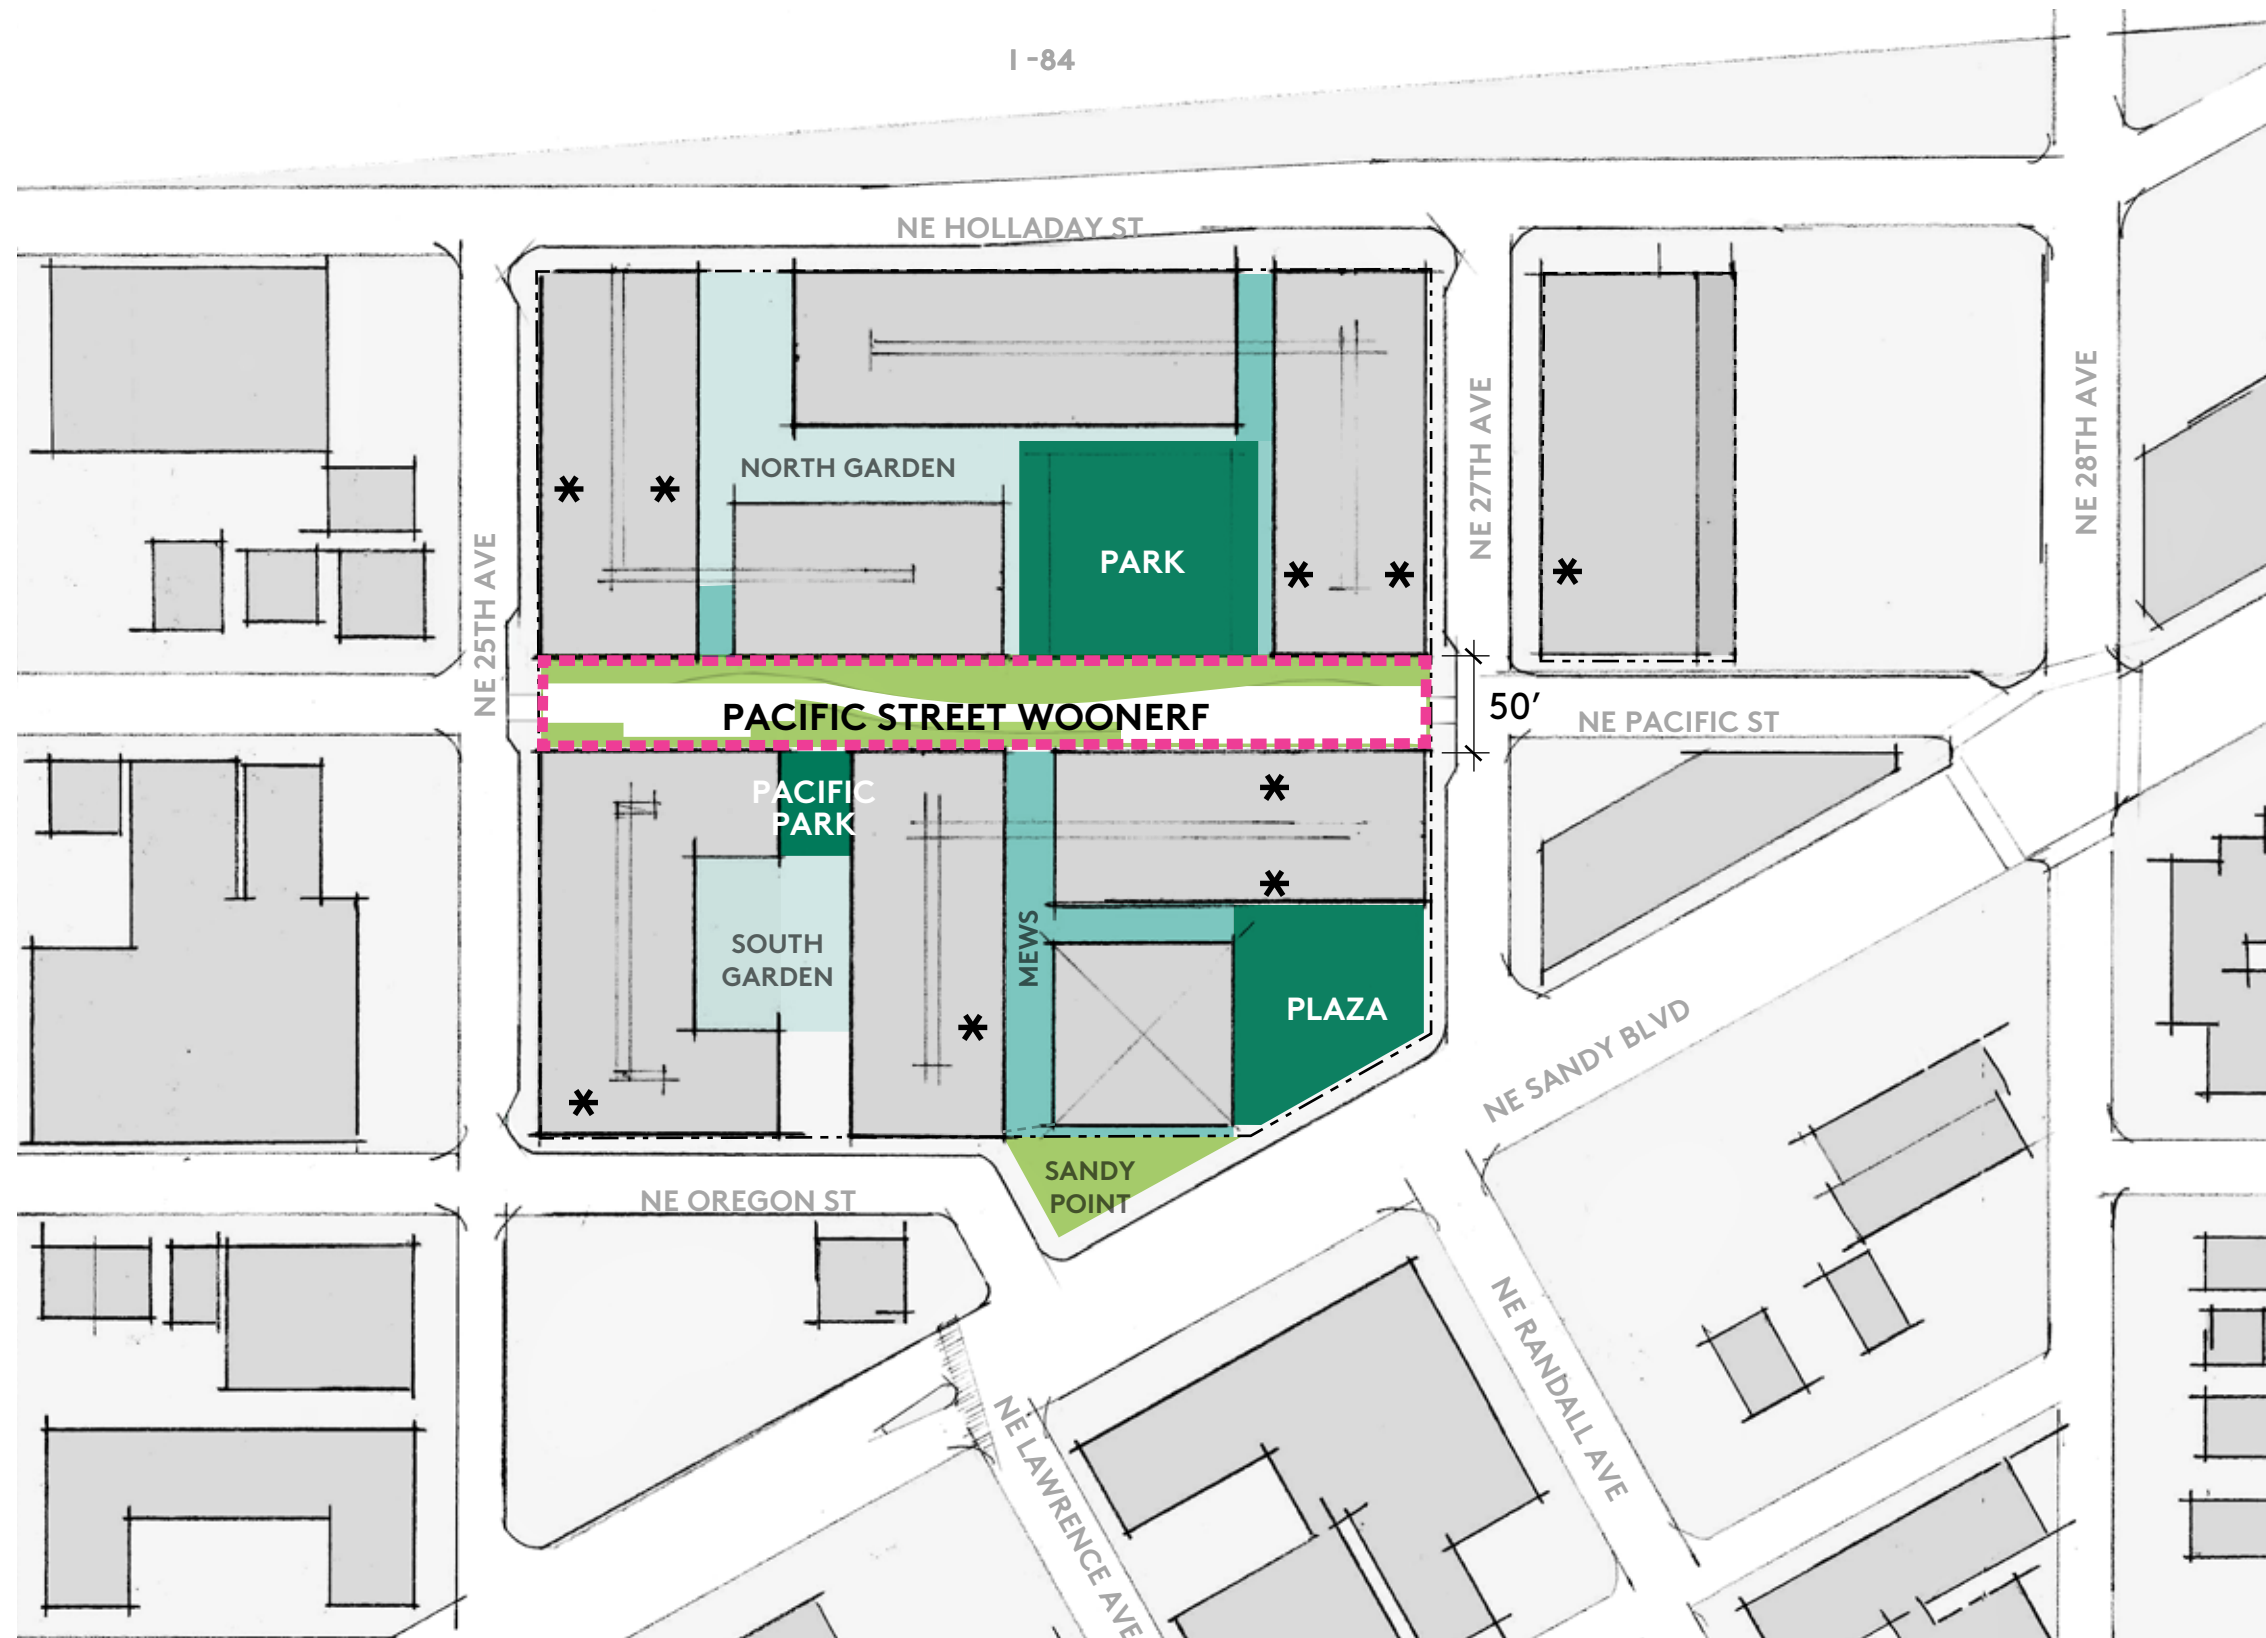 I-84
NE HOLLADAY ST
NE 25TH AVE
NE 27TH AVE
NE 28TH AVE
NORTH GARDEN
*
*
PARK
*
*
*
PACIFIC STREET WOONERF
50’
NE PACIFIC ST
PACIFIC
PARK
*
*
SOUTH
GARDEN
MEWS
PLAZA
*
*
NE SANDY BLVD
SANDY
POINT
NE OREGON ST
NE RANDALL AVE
NE LAWRENCE AVE